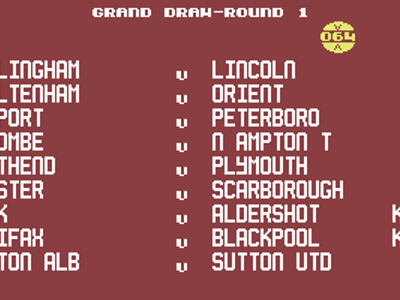 GRAND DRAW-ROUND 1
064
LINGHAM v LINCOLN
LTENHAM v ORIENT
PORT v PETERBORO
OMBE v N AMPTON T
THEND v PLYMOUTH
STER v SCARBOROUGH
K v ALDERSHOT K
IFAX v BLACKPOOL K
TON ALB v SUTTON UTD